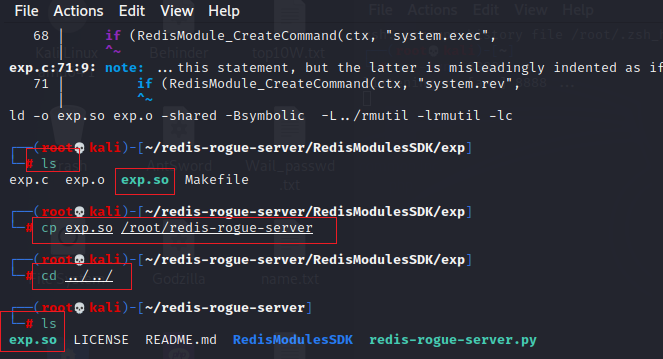 File Actions Edit View Help
68 | if (RedisModule_CreateCommand(ctx, "system.exec",
| ^~
exp.c:71:9: note: ...this statement, but the latter is misleadingly indented as if
71 | if (RedisModule_CreateCommand(ctx, "system.rev",
| ^~
ld -o exp.so exp.o -shared -Bsymbolic -L../rmutil -lrmutil -lc
┌──(root💀kali)-[~/redis-rogue-server/RedisModulesSDK/exp]
└─# ls
exp.c exp.o exp.so Makefile
┌──(root💀kali)-[~/redis-rogue-server/RedisModulesSDK/exp]
└─# cp exp.so /root/redis-rogue-server
┌──(root💀kali)-[~/redis-rogue-server/RedisModulesSDK/exp]
└─# cd ../../
┌──(root💀kali)-[~/redis-rogue-server]
└─# ls
exp.so LICENSE README.md RedisModulesSDK redis-rogue-server.py